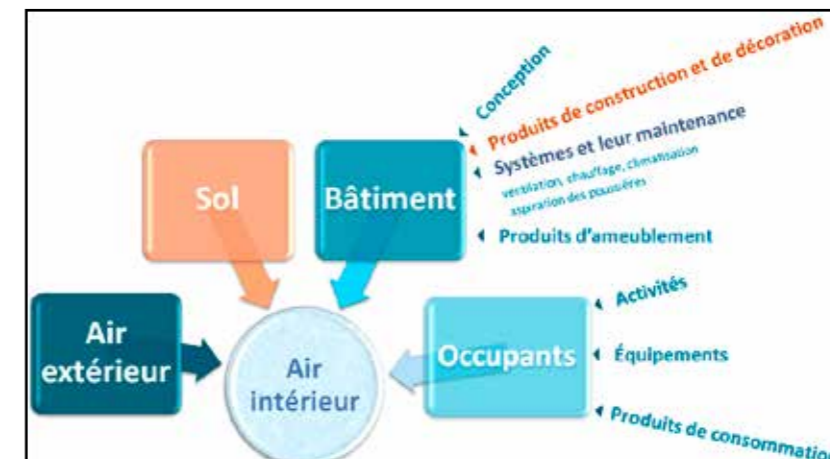 Conception
Produits de construction et de décoration
Systèmes et leur maintenance
ventilation, chauffage, climatisation
aspiration des poussières
Produits d'ameublement
Sol
Bâtiment
Activités
Équipements
Produits de consommation
Air
extérieur
Air
intérieur
Occupants